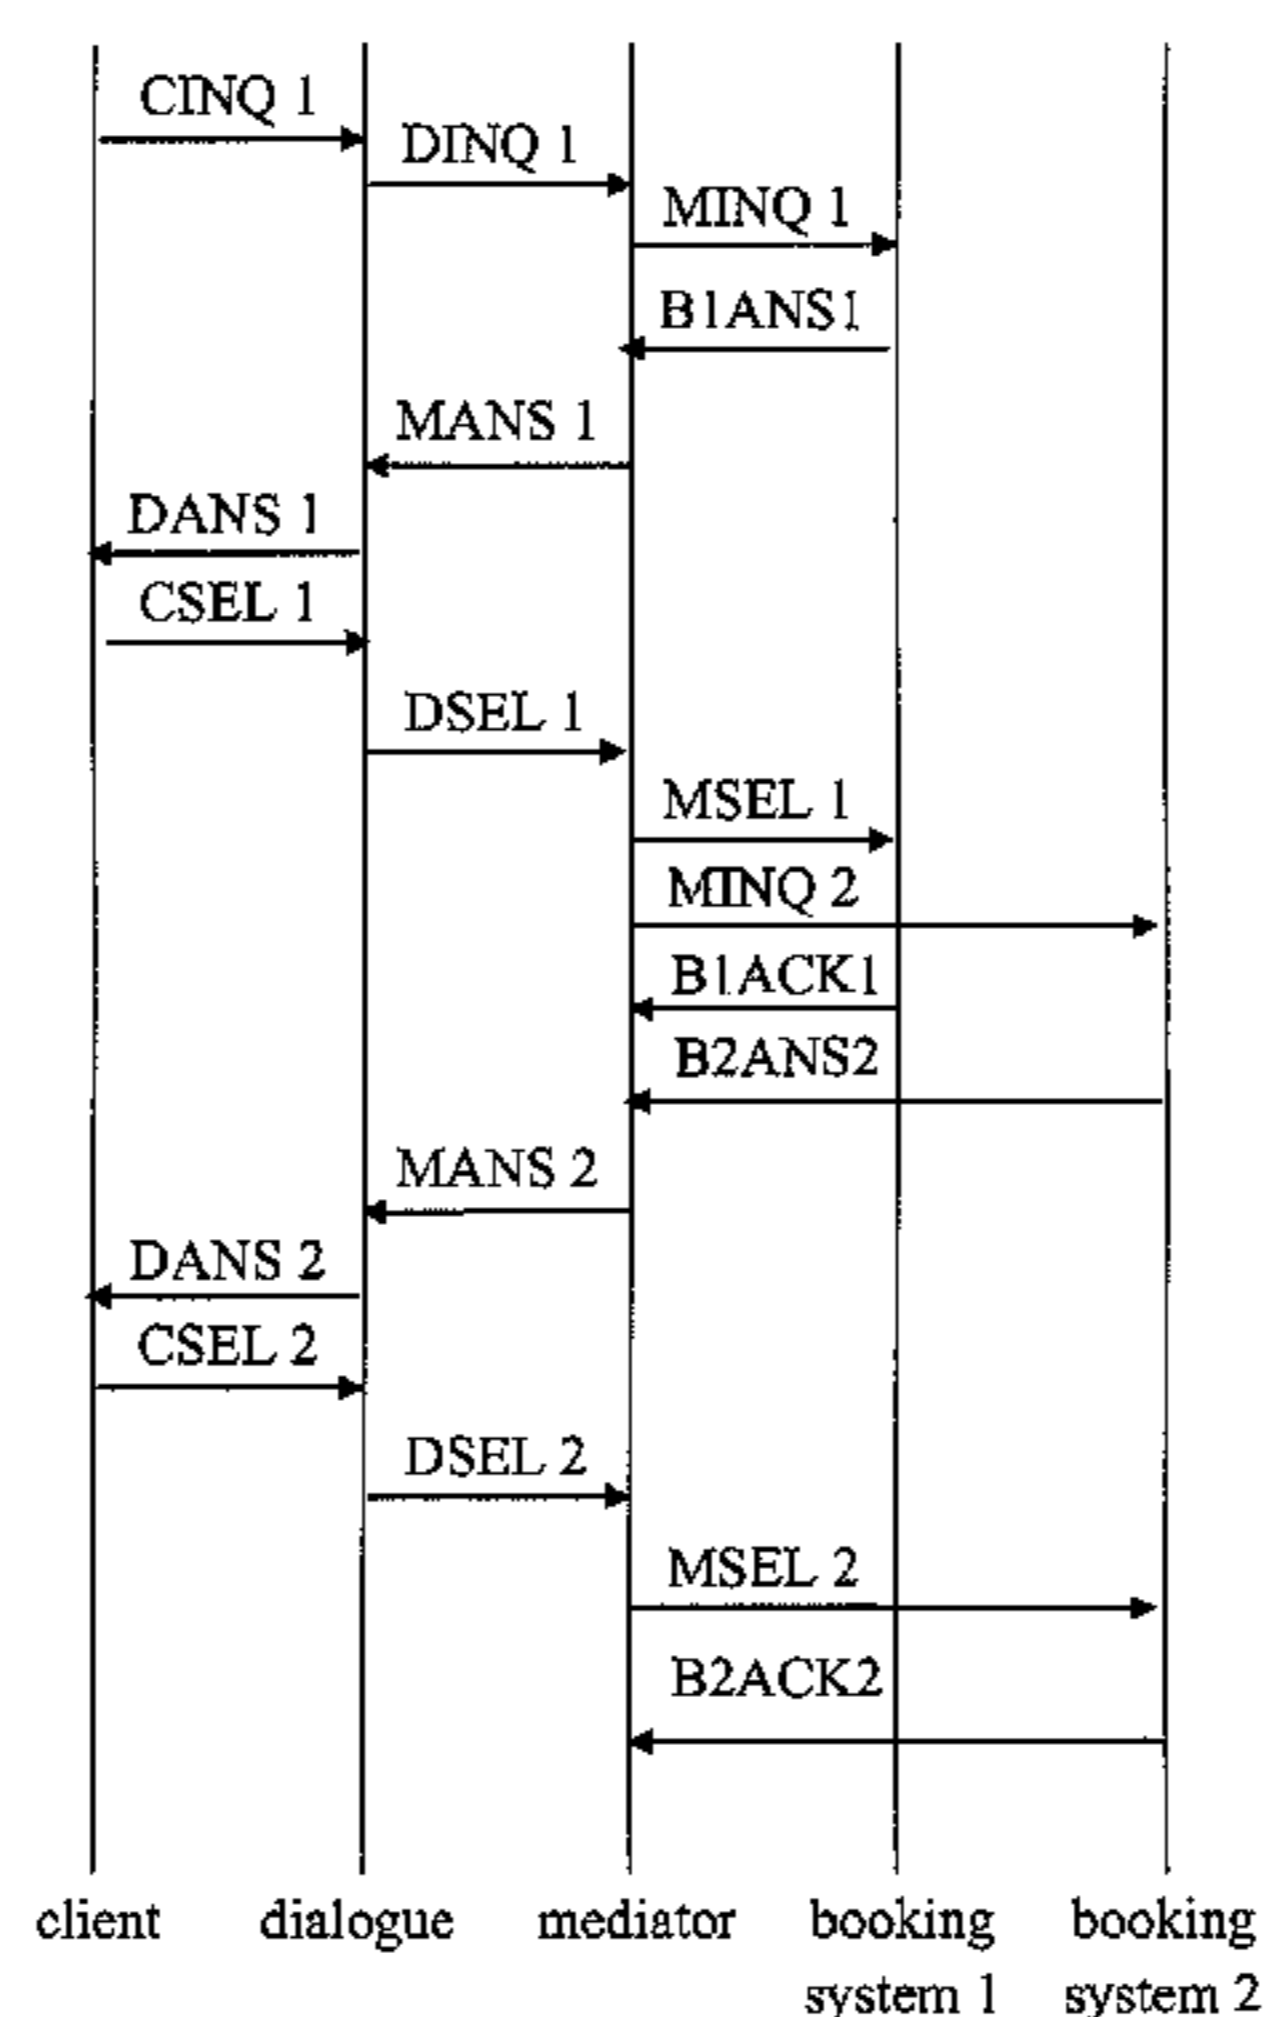 CINQ 1
DINQ 1
MINQ 1
B1ANS1
MANS 1
DANS 1
CSEL 1
DSEL 1
MSEL 1
MINQ 2
B1ACK1
B2ANS2
MANS 2
DANS 2
CSEL 2
DSEL 2
MSEL 2
B2ACK2
client dialogue mediator booking booking
system 1 system 2